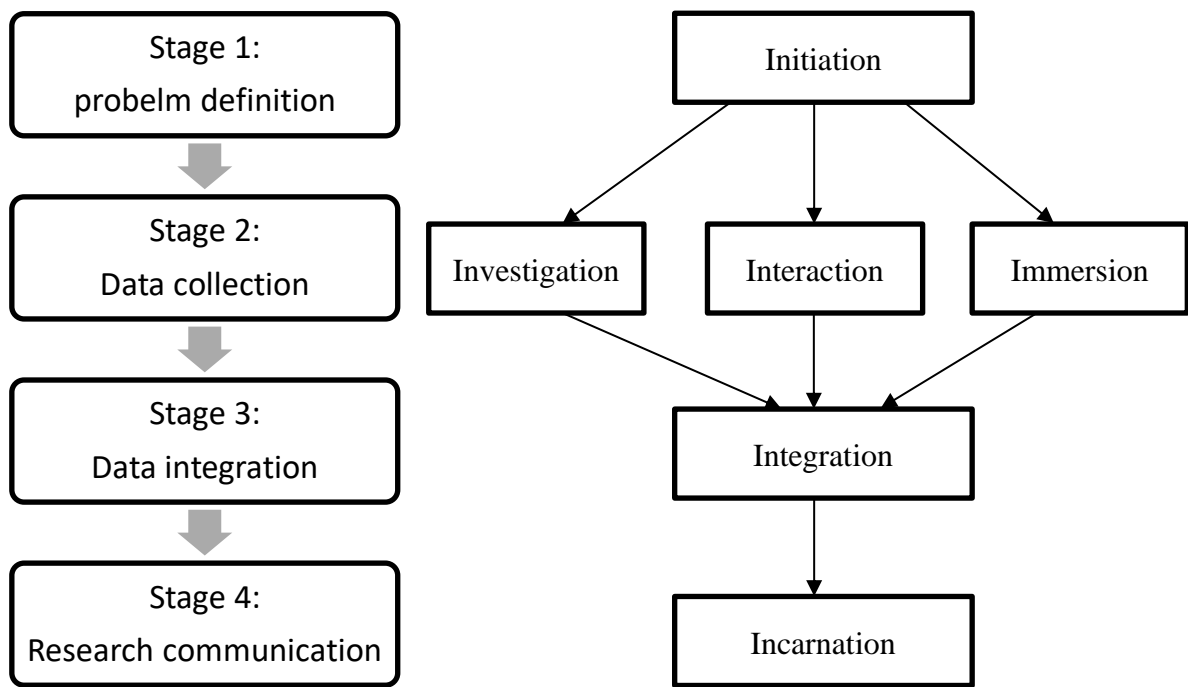 Stage 1:
probelm definition
Initiation
Stage 2:
Data collection
Investigation
Interaction
Immersion
Stage 3:
Data integration
Integration
Stage 4:
Research communication
Incarnation